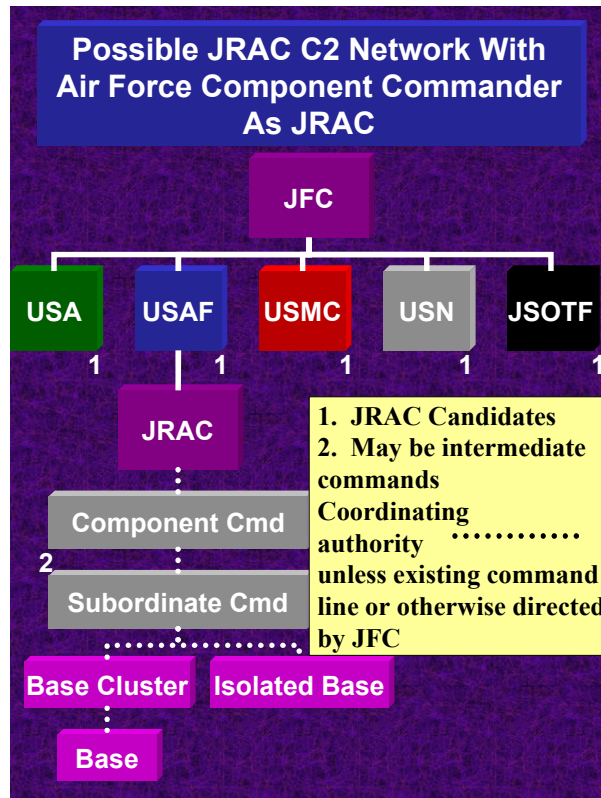 Possible JRAC C2 Network With
Air Force Component Commander
As JRAC
JFC
USA
USAF
USMC
USN
JSOTF
1
1
1
1
1
JRAC
1. JRAC Candidates
2. May be intermediate
commands
Coordinating
authority ............
unless existing command
line or otherwise directed
by JFC
Component Cmd
2
Subordinate Cmd
Base Cluster
Isolated Base
Base